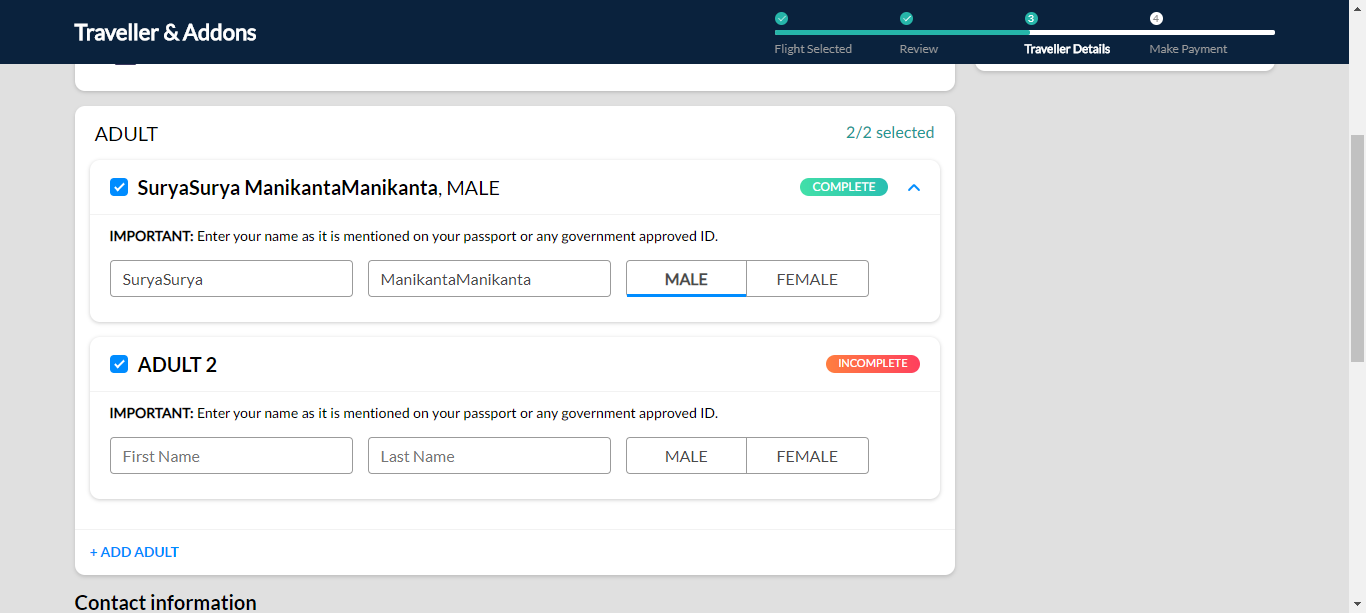 Traveller & Addons
3
4
Flight Selected
Review
Traveller Details
Make Payment
ADULT
2/2 selected
SuryaSurya ManikantaManikanta, MALE
COMPLETE
IMPORTANT: Enter your name as it is mentioned on your passport or any government approved ID.
SuryaSurya
ManikantaManikanta
MALE
FEMALE
ADULT 2
INCOMPLETE
IMPORTANT: Enter your name as it is mentioned on your passport or any government approved ID.
First Name
Last Name
MALE
FEMALE
+ ADD ADULT
Contact information